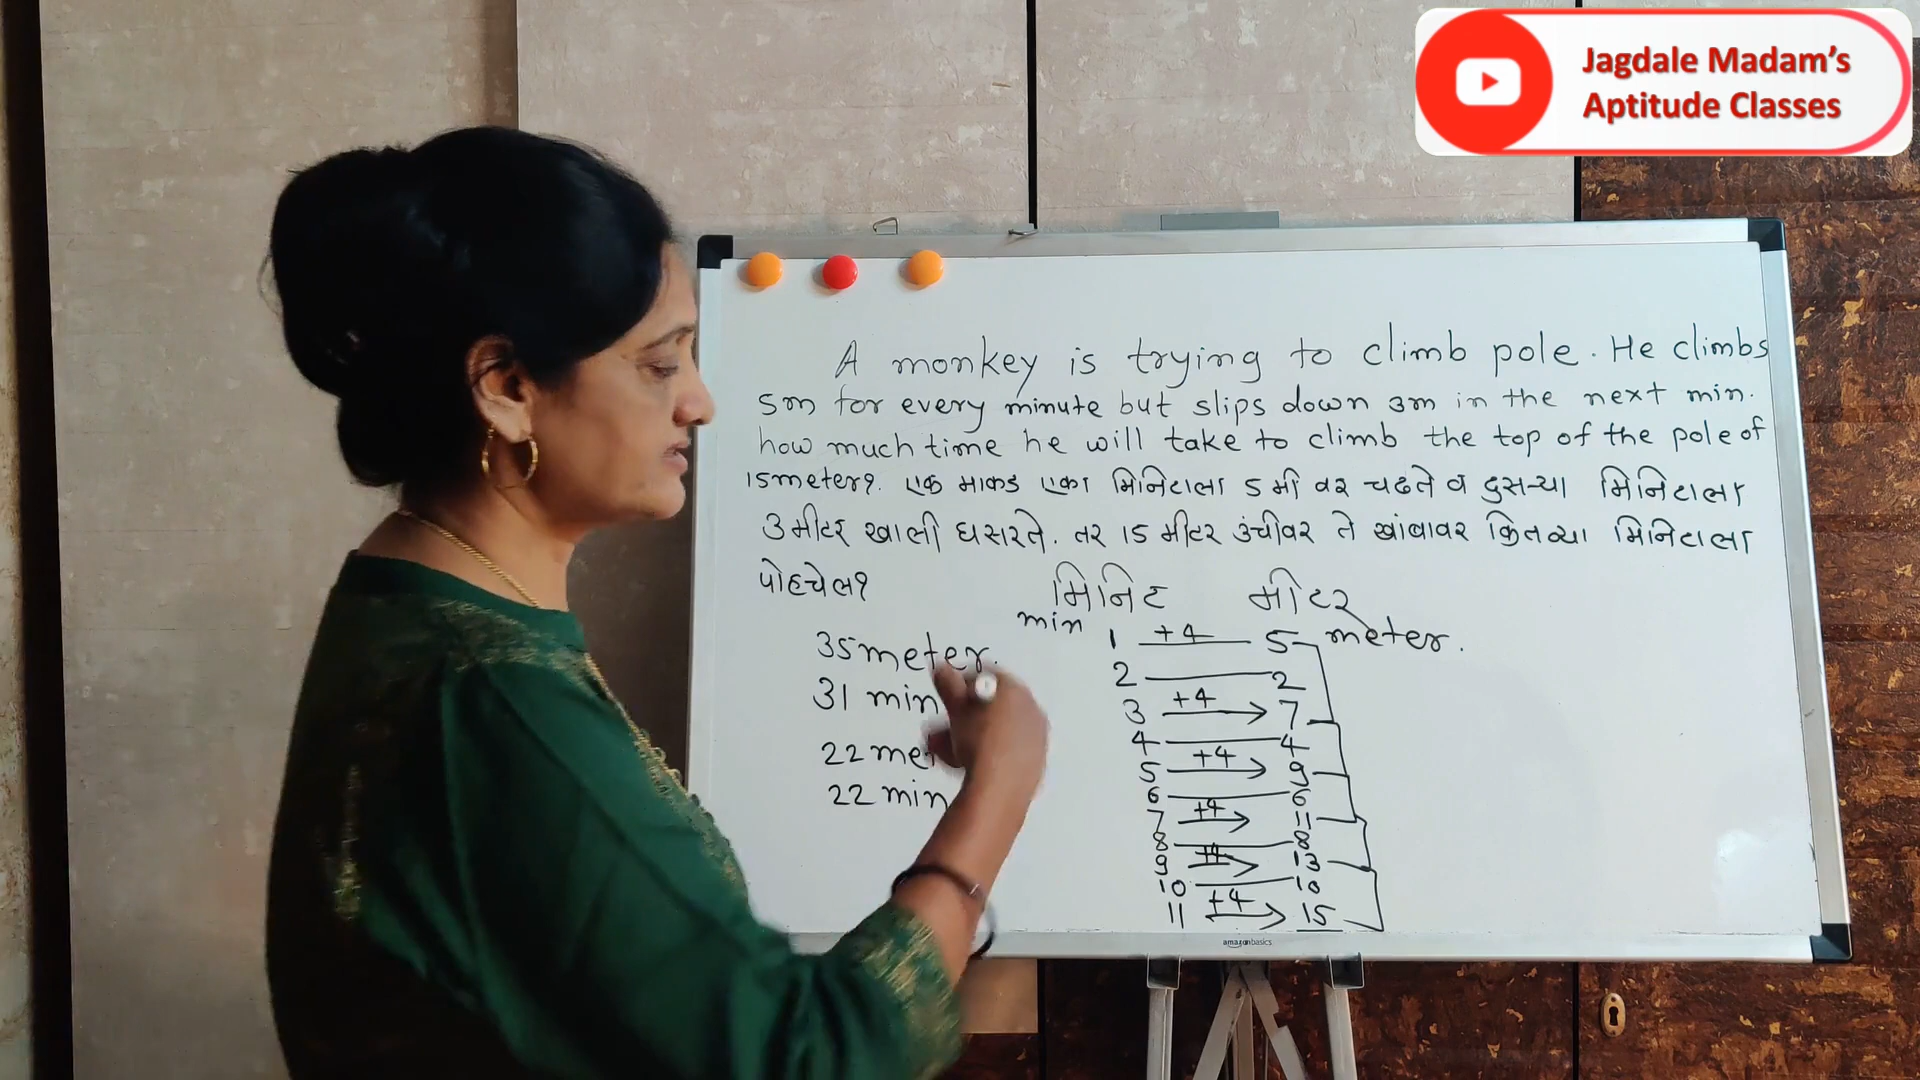 Jagdale Madam's
Aptitude Classes
A monkey is trying to climb pole. He climbs
5m for every minute but slips down 3m in the next min.
how much time he will take to climb the top of the pole of
15meter?. एक माकड एका मिनिटाला 5 मी वर चढते व दुसऱ्या मिनिटाला
3 मीटर खाली घसरते. तर 15 मीटर उंचीवर ते खांबावर कितव्या मिनिटाला
पोहचेल?
मिनिट मीटर
min 1 +4 5 meter.
2 2
3 +4 7
4 4
5 +4 9
6 6
7 +4 11
8 8
9 +4 13
10 10
11 +4 15
35meter.
31 min
22 me
22 min
amazonbasics